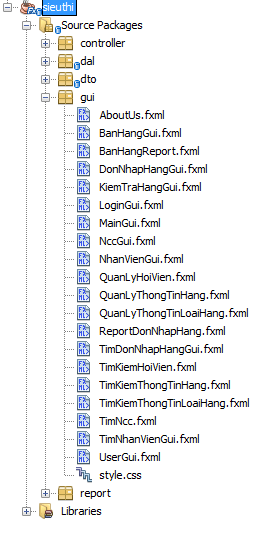 sieuthi
Source Packages
controller
dal
dto
gui
AboutUs.fxml
BanHangGui.fxml
BanHangReport.fxml
DonNhapHangGui.fxml
KiemTraHangGui.fxml
LoginGui.fxml
MainGui.fxml
NccGui.fxml
NhanVienGui.fxml
QuanLyHoiVien.fxml
QuanLyThongTinHang.fxml
QuanLyThongTinLoaiHang.fxml
ReportDonNhapHang.fxml
TimDonNhapHangGui.fxml
TimKiemHoiVien.fxml
TimKiemThongTinHang.fxml
TimKiemThongTinLoaiHang.fxml
TimNcc.fxml
TimNhanVienGui.fxml
UserGui.fxml
style.css
report
Libraries